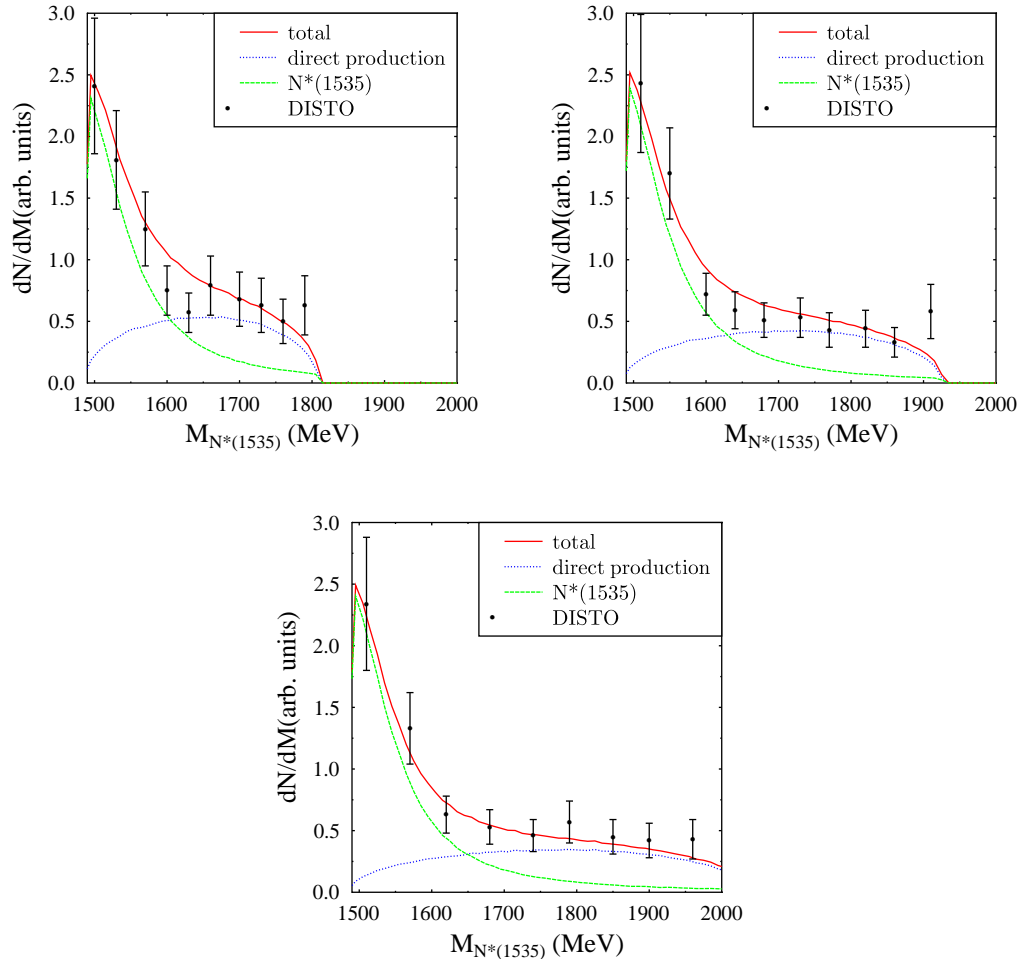 3.0
2.5
2.0
1.5
1.0
0.5
0.0
dN/dM(arb. units)
total
direct production
N*(1535)
DISTO
1500 1600 1700 1800 1900 2000
M_{N*(1535)} (MeV)
3.0
2.5
2.0
1.5
1.0
0.5
0.0
dN/dM(arb. units)
total
direct production
N*(1535)
DISTO
1500 1600 1700 1800 1900 2000
M_{N*(1535)} (MeV)
3.0
2.5
2.0
1.5
1.0
0.5
0.0
dN/dM(arb. units)
total
direct production
N*(1535)
DISTO
1500 1600 1700 1800 1900 2000
M_{N*(1535)} (MeV)